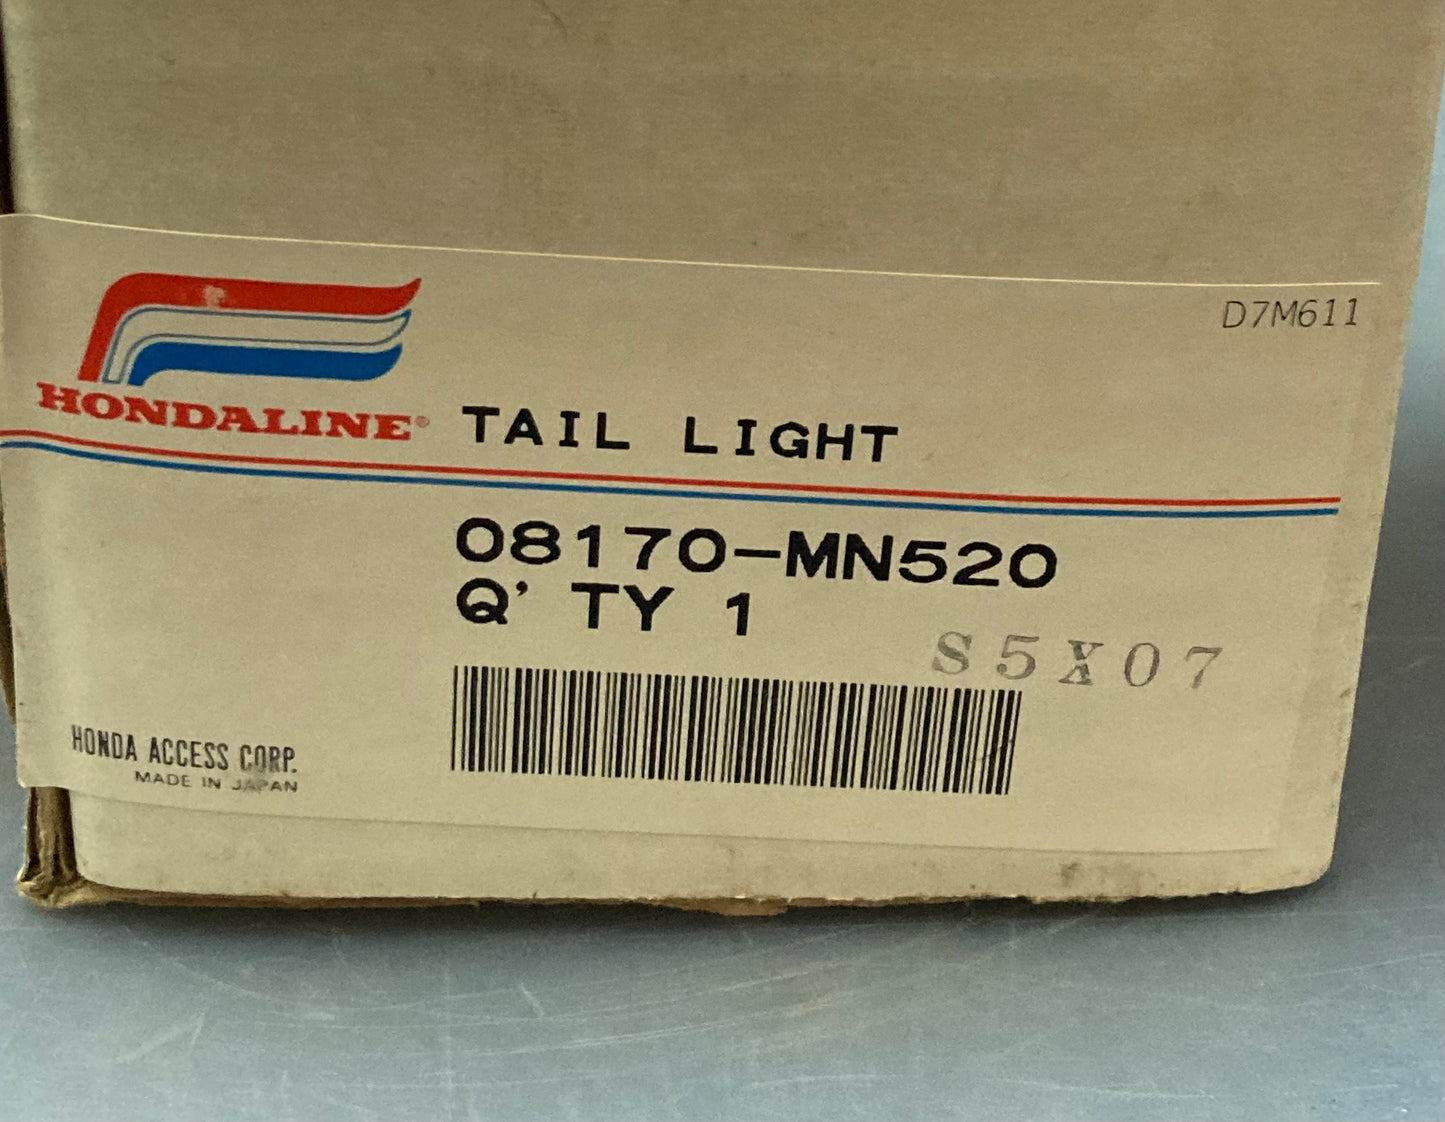 D7M611
HONDALINE®
TAIL LIGHT
08170-MN520
Q'TY 1
S5X07
HONDA ACCESS CORP.
MADE IN JAPAN